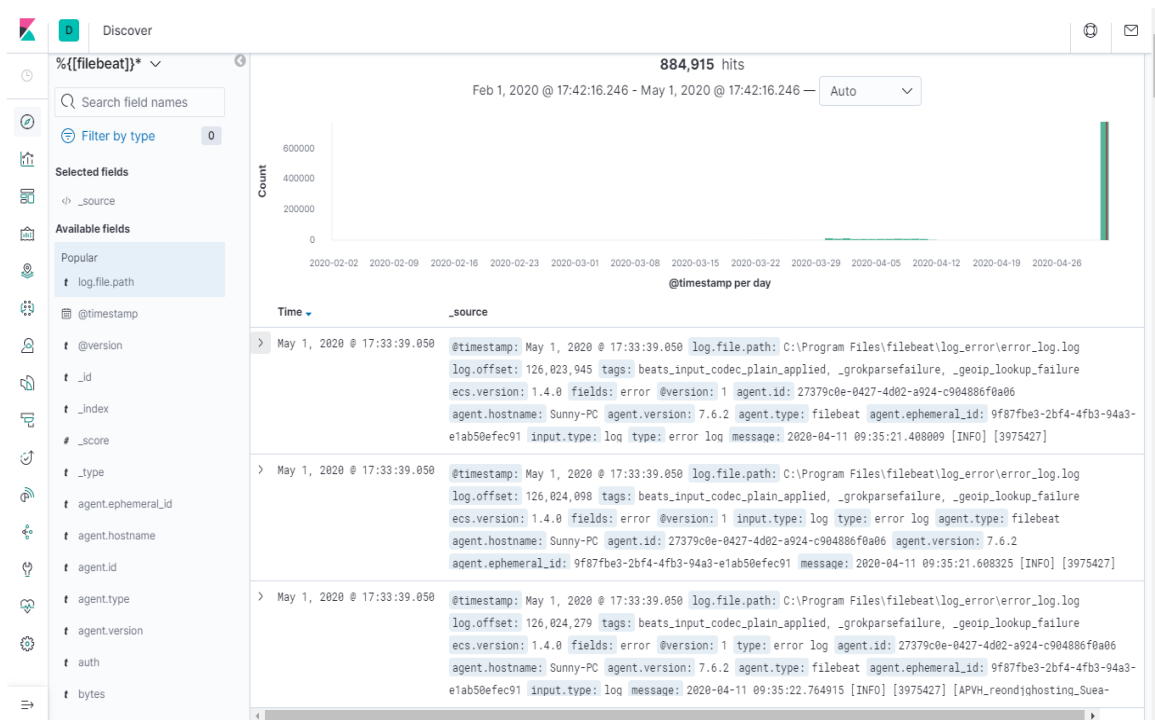 D Discover
%{[filebeat]}*
Search field names
Filter by type 0
Selected fields
</> _source
Available fields
Popular
t log.file.path
@timestamp
t @version
t _id
t _index
# _score
t _type
t agent.ephemeral_id
t agent.hostname
t agent.id
t agent.type
t agent.version
t auth
t bytes
884,915 hits
Feb 1, 2020 @ 17:42:16.246 - May 1, 2020 @ 17:42:16.246 — Auto
Count
600000
400000
200000
0
2020-02-02 2020-02-09 2020-02-16 2020-02-23 2020-03-01 2020-03-08 2020-03-15 2020-03-22 2020-03-29 2020-04-05 2020-04-12 2020-04-19 2020-04-26
@timestamp per day
Time _source
May 1, 2020 @ 17:33:39.050 @timestamp: May 1, 2020 @ 17:33:39.050 log.file.path: C:\Program Files\filebeat\log_error\error_log.log
log.offset: 126,023,945 tags: beats_input_codec_plain_applied, _grokparsefailure, _geoip_lookup_failure
ecs.version: 1.4.0 fields: error @version: 1 agent.id: 27379c0e-0427-4d02-a924-c904886f0a06
agent.hostname: Sunny-PC agent.version: 7.6.2 agent.type: filebeat agent.ephemeral_id: 9f87fbe3-2bf4-4fb3-94a3-
e1ab50efec91 input.type: log type: error log message: 2020-04-11 09:35:21.408009 [INFO] [3975427]
May 1, 2020 @ 17:33:39.050 @timestamp: May 1, 2020 @ 17:33:39.050 log.file.path: C:\Program Files\filebeat\log_error\error_log.log
log.offset: 126,024,098 tags: beats_input_codec_plain_applied, _grokparsefailure, _geoip_lookup_failure
ecs.version: 1.4.0 fields: error @version: 1 input.type: log type: error log agent.type: filebeat
agent.hostname: Sunny-PC agent.id: 27379c0e-0427-4d02-a924-c904886f0a06 agent.version: 7.6.2
agent.ephemeral_id: 9f87fbe3-2bf4-4fb3-94a3-e1ab50efec91 message: 2020-04-11 09:35:21.608325 [INFO] [3975427]
May 1, 2020 @ 17:33:39.050 @timestamp: May 1, 2020 @ 17:33:39.050 log.file.path: C:\Program Files\filebeat\log_error\error_log.log
log.offset: 126,024,279 tags: beats_input_codec_plain_applied, _grokparsefailure, _geoip_lookup_failure
ecs.version: 1.4.0 fields: error @version: 1 type: error log agent.id: 27379c0e-0427-4d02-a924-c904886f0a06
agent.hostname: Sunny-PC agent.version: 7.6.2 agent.type: filebeat agent.ephemeral_id: 9f87fbe3-2bf4-4fb3-94a3-
e1ab50efec91 input.type: log message: 2020-04-11 09:35:22.764915 [INFO] [3975427] [APVH_reondjghosting_Suea-